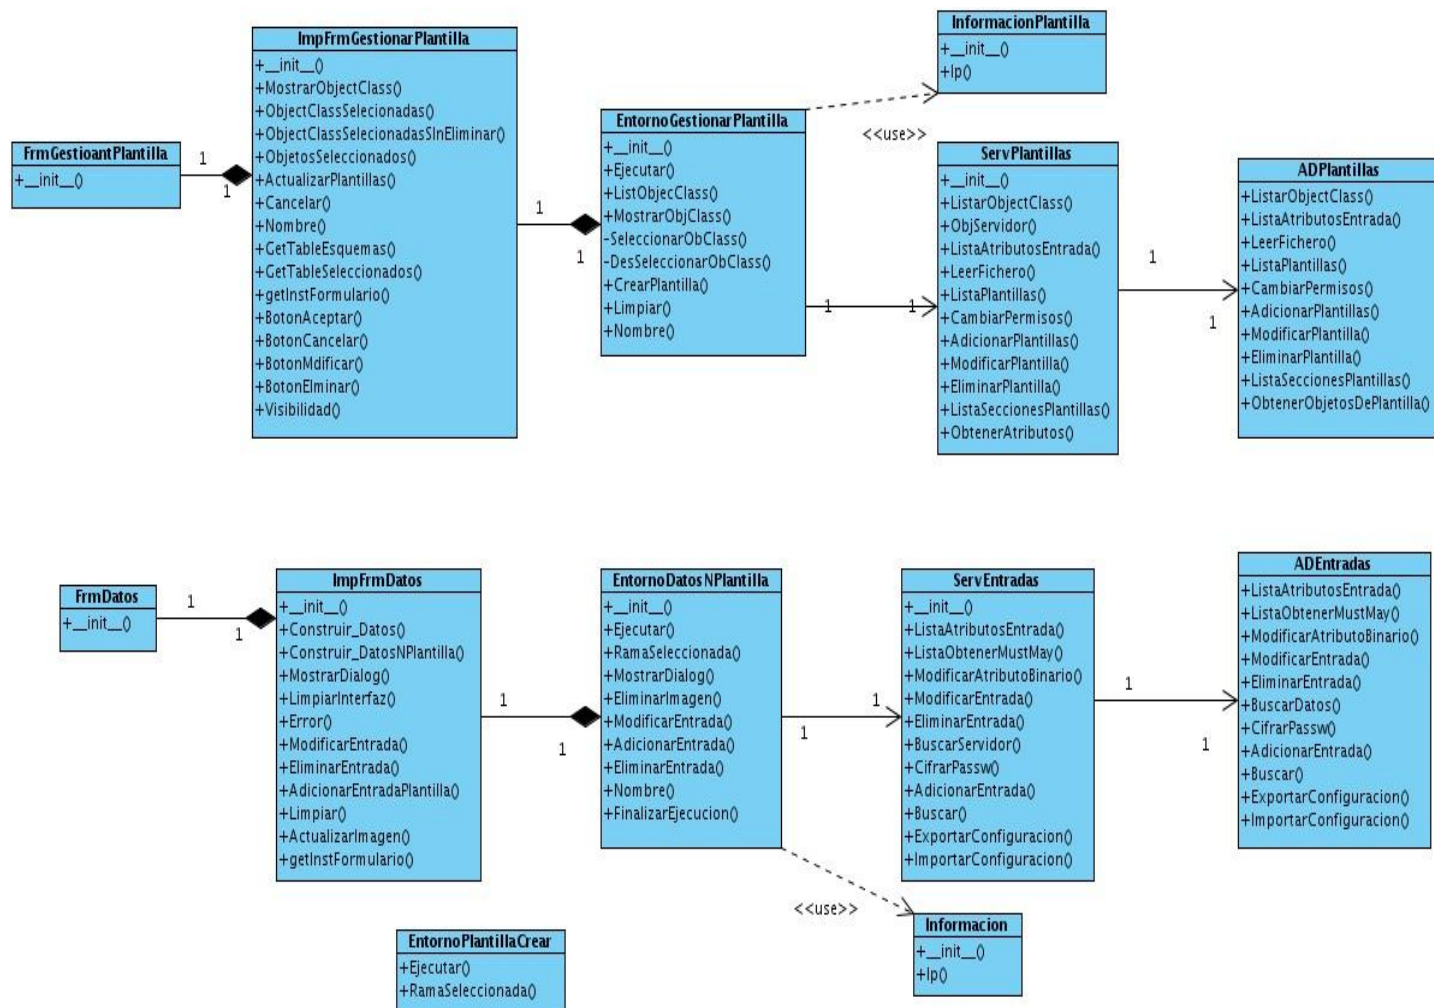 ImpFrmGestionarPlantilla
+__init__()
+MostrarObjectClass()
+ObjectClassSelecionadas()
+ObjectClassSelecionadasSInEliminar()
+ObjetosSeleccionados()
+ActualizarPlantillas()
+Cancelar()
+Nombre()
+GetTableEsquemas()
+GetTableSeleccionados()
+getInstFormulario()
+BotonAceptar()
+BotonCancelar()
+BotonMdificar()
+BotonElminar()
+Visibilidad()
FrmGestioantPlantilla
+__init__()
1
1
EntornoGestionarPlantilla
+__init__()
+Ejecutar()
+ListObjecClass()
+MostrarObjClass()
-SeleccionarObClass()
-DesSeleccionarObClass()
+CrearPlantilla()
+Limpiar()
+Nombre()
1
1
InformacionPlantilla
+__init__()
+Ip()
<<use>>
ServPlantillas
+__init__()
+ListarObjectClass()
+ObjServidor()
+ListaAtributosEntrada()
+LeerFichero()
+ListaPlantillas()
+CambiarPermisos()
+AdicionarPlantillas()
+ModificarPlantilla()
+EliminarPlantilla()
+ListaSeccionesPlantillas()
+ObtenerAtributos()
1
1
ADPlantillas
+ListarObjectClass()
+ListaAtributosEntrada()
+LeerFichero()
+ListaPlantillas()
+CambiarPermisos()
+AdicionarPlantillas()
+ModificarPlantilla()
+EliminarPlantilla()
+ListaSeccionesPlantillas()
+ObtenerObjetosDePlantilla()
1
1
FrmDatos
+__init__()
1
1
ImpFrmDatos
+__init__()
+Construir_Datos()
+Construir_DatosNPlantilla()
+MostrarDialog()
+LimpiarInterfaz()
+Error()
+ModificarEntrada()
+EliminarEntrada()
+AdicionarEntradaPlantilla()
+Limpiar()
+ActualizarImagen()
+getInstFormulario()
1
1
EntornoDatosNPlantilla
+__init__()
+Ejecutar()
+RamaSeleccionada()
+MostrarDialog()
+EliminarImagen()
+ModificarEntrada()
+AdicionarEntrada()
+EliminarEntrada()
+Nombre()
+FinalizarEjecucion()
1
1
ServEntradas
+__init__()
+ListaAtributosEntrada()
+ListaObtenerMustMay()
+ModificarAtributoBinario()
+ModificarEntrada()
+EliminarEntrada()
+BuscarServidor()
+CifrarPassw()
+AdicionarEntrada()
+Buscar()
+ExportarConfiguracion()
+ImportarConfiguracion()
1
1
ADEntradas
+ListaAtributosEntrada()
+ListaObtenerMustMay()
+ModificarAtributoBinario()
+ModificarEntrada()
+EliminarEntrada()
+BuscarDatos()
+CifrarPassw()
+AdicionarEntrada()
+Buscar()
+ExportarConfiguracion()
+ImportarConfiguracion()
<<use>>
Informacion
+__init__()
+Ip()
EntornoPlantillaCrear
+Ejecutar()
+RamaSeleccionada()